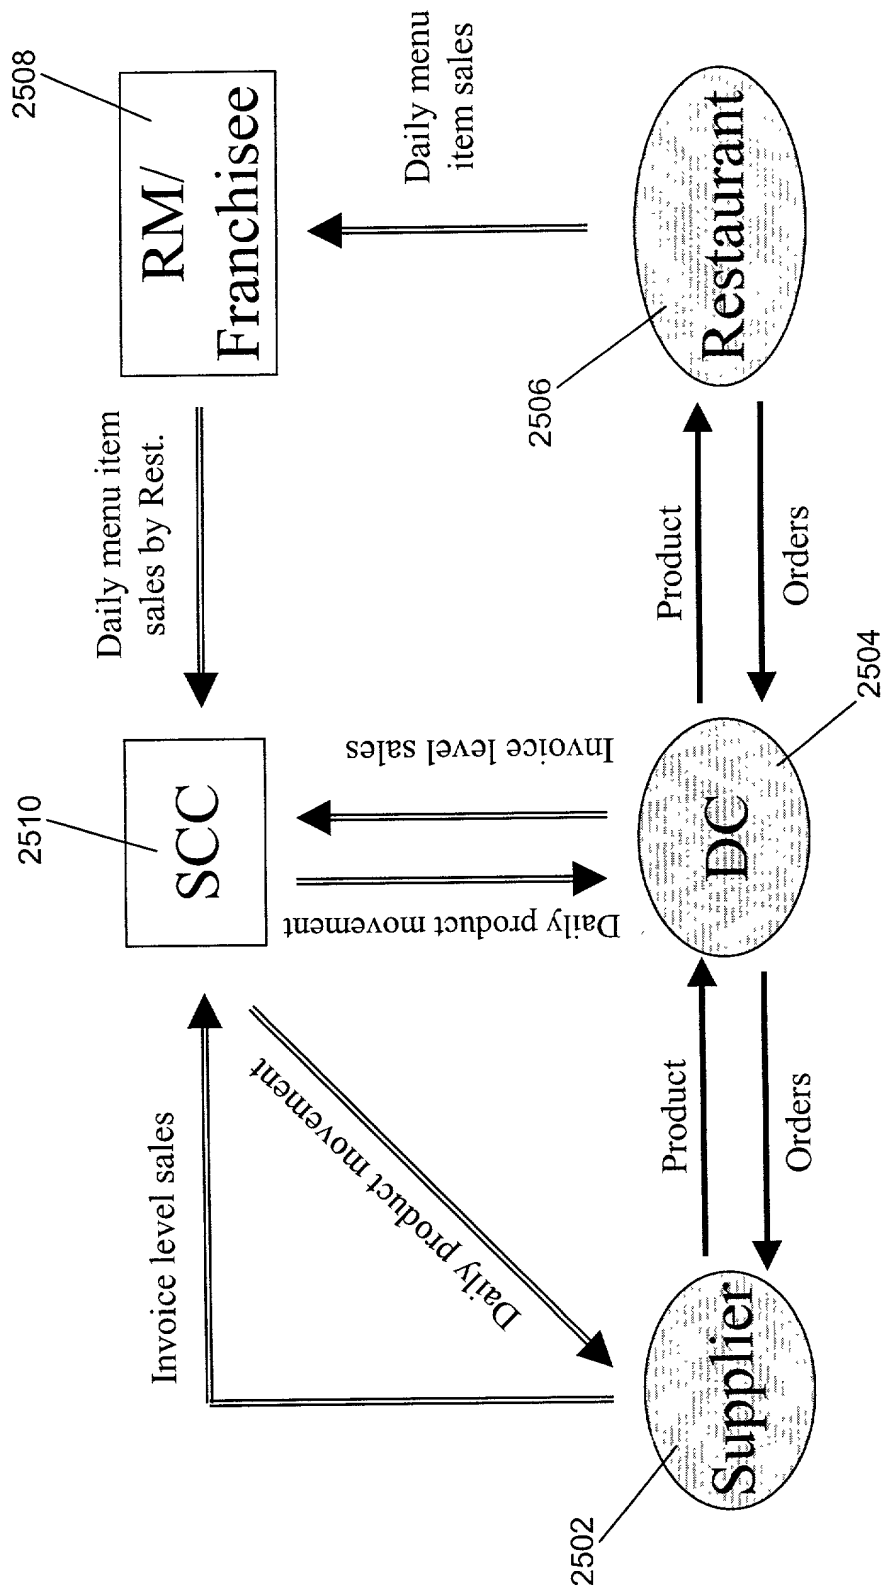 2510
2508
SCC
RM/
Franchisee
Daily menu item
sales by Rest.
Invoice level sales
Daily product movement
Daily product movement
Invoice level sales
Daily menu
item sales
2502
Supplier
Product
Orders
DC
2504
Product
Orders
2506
Restaurant